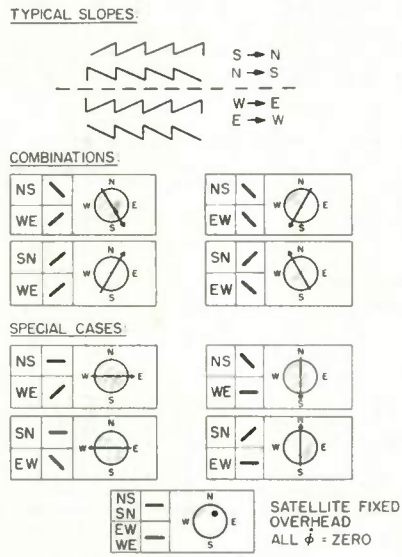 TYPICAL SLOPES:
S → N
N → S
W → E
E → W
COMBINATIONS:
NS
WE
N
W E
S
NS
EW
N
W E
S
SN
WE
N
W E
S
SN
EW
N
W E
S
SPECIAL CASES:
NS
WE
N
W E
S
NS
WE
N
W E
S
SN
EW
N
W E
S
SN
EW
N
W E
S
NS
SN
EW
WE
N
W E
S
SATELLITE FIXED
OVERHEAD
ALL φ̇ = ZERO